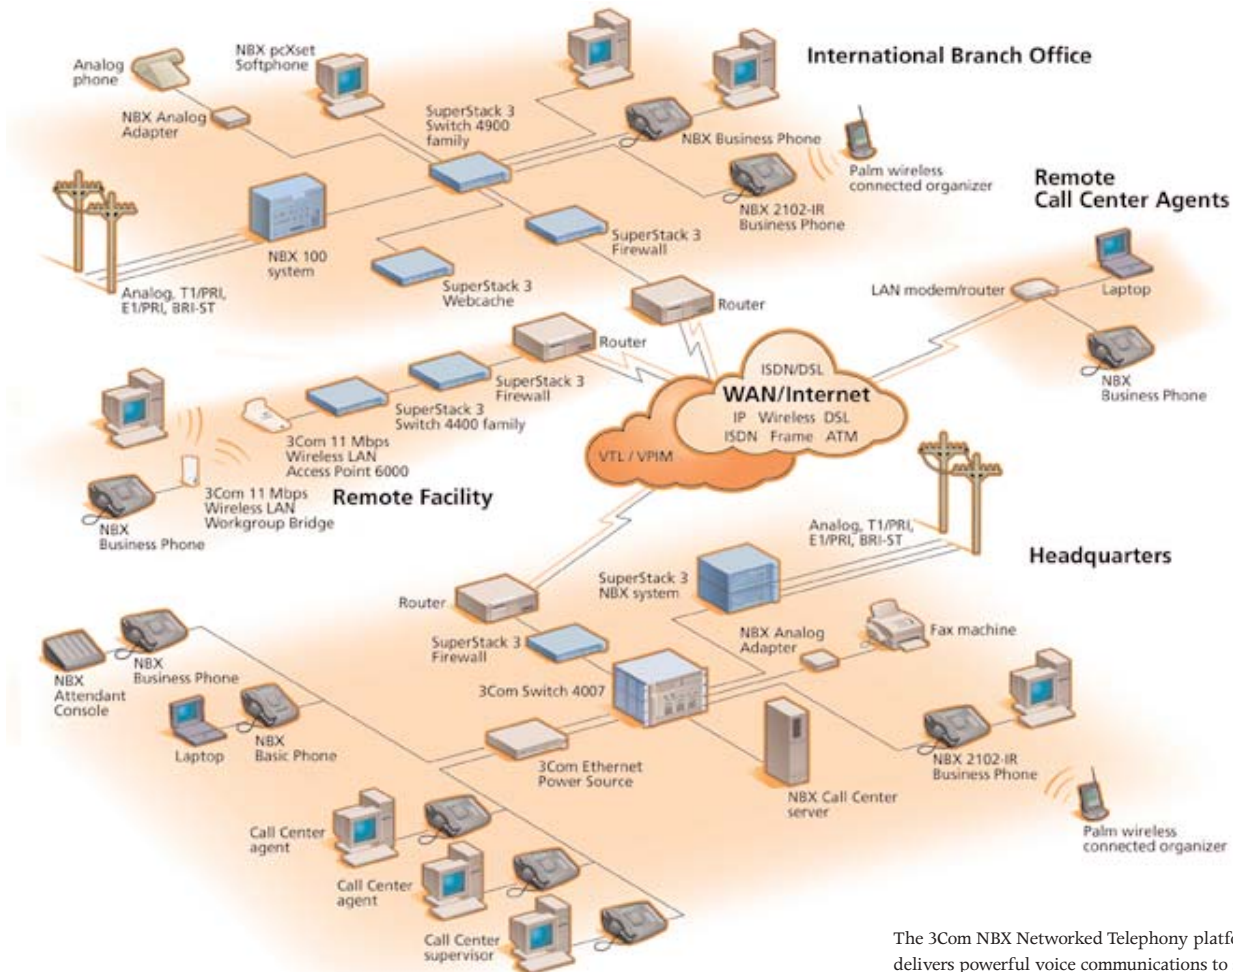 International Branch Office
Analog
phone
NBX pcXset
Softphone
NBX Analog
Adapter
SuperStack 3
Switch 4900
family
NBX Business Phone
Palm wireless
connected organizer
NBX 2102-IR
Business Phone
NBX 100
system
SuperStack 3
Firewall
SuperStack 3
Webcache
Analog, T1/PRI,
E1/PRI, BRI-ST
Router
Remote
Call Center Agents
LAN modem/router
Laptop
NBX
Business Phone
Router
SuperStack 3
Firewall
SuperStack 3
Switch 4400 family
3Com 11 Mbps
Wireless LAN
Access Point 6000
3Com 11 Mbps
Wireless LAN
Workgroup Bridge
NBX
Business Phone
Remote Facility
ISDN/DSL
WAN/Internet
IP Wireless DSL
ISDN Frame ATM
VTL / VPIM
Analog, T1/PRI,
E1/PRI, BRI-ST
Headquarters
SuperStack 3
NBX system
Router
SuperStack 3
Firewall
NBX Analog
Adapter
Fax machine
3Com Switch 4007
NBX
Attendant
Console
NBX
Business Phone
Laptop
NBX
Basic Phone
3Com Ethernet
Power Source
NBX Call Center
server
NBX 2102-IR
Business Phone
Palm wireless
connected organizer
Call Center
agent
Call Center
agent
Call Center
supervisor
The 3Com NBX Networked Telephony platf
delivers powerful voice communications to